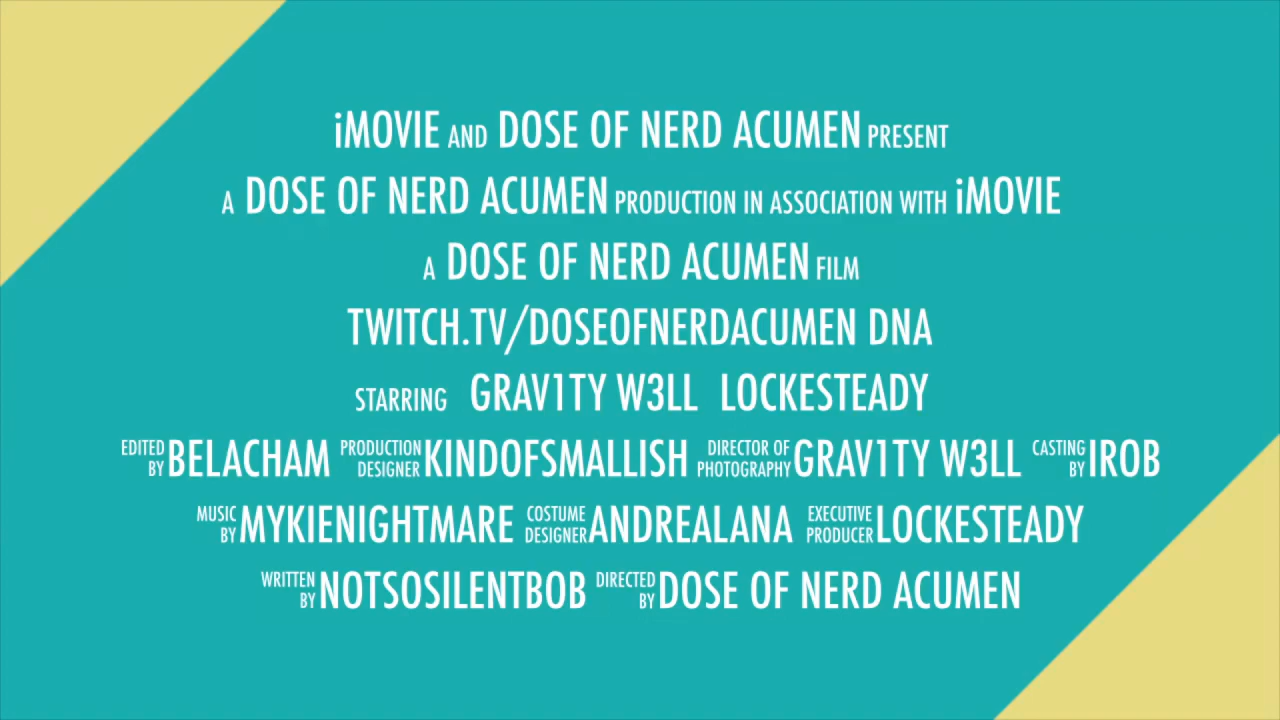 iMOVIE AND DOSE OF NERD ACUMEN PRESENT
A DOSE OF NERD ACUMEN PRODUCTION IN ASSOCIATION WITH iMOVIE
A DOSE OF NERD ACUMEN FILM
TWITCH.TV/DOSEOFNERDACUMEN DNA
STARRING GRAV1TY W3LL LOCKESTEADY
EDITED BY BELACHAM PRODUCTION DESIGNER KINDOFSMALLISH DIRECTOR OF PHOTOGRAPHY GRAV1TY W3LL CASTING BY IROB
MUSIC BY MYKIENIGHTMARE COSTUME DESIGNER ANDREALANA EXECUTIVE PRODUCER LOCKESTEADY
WRITTEN BY NOTSOSILENTBOB DIRECTED BY DOSE OF NERD ACUMEN